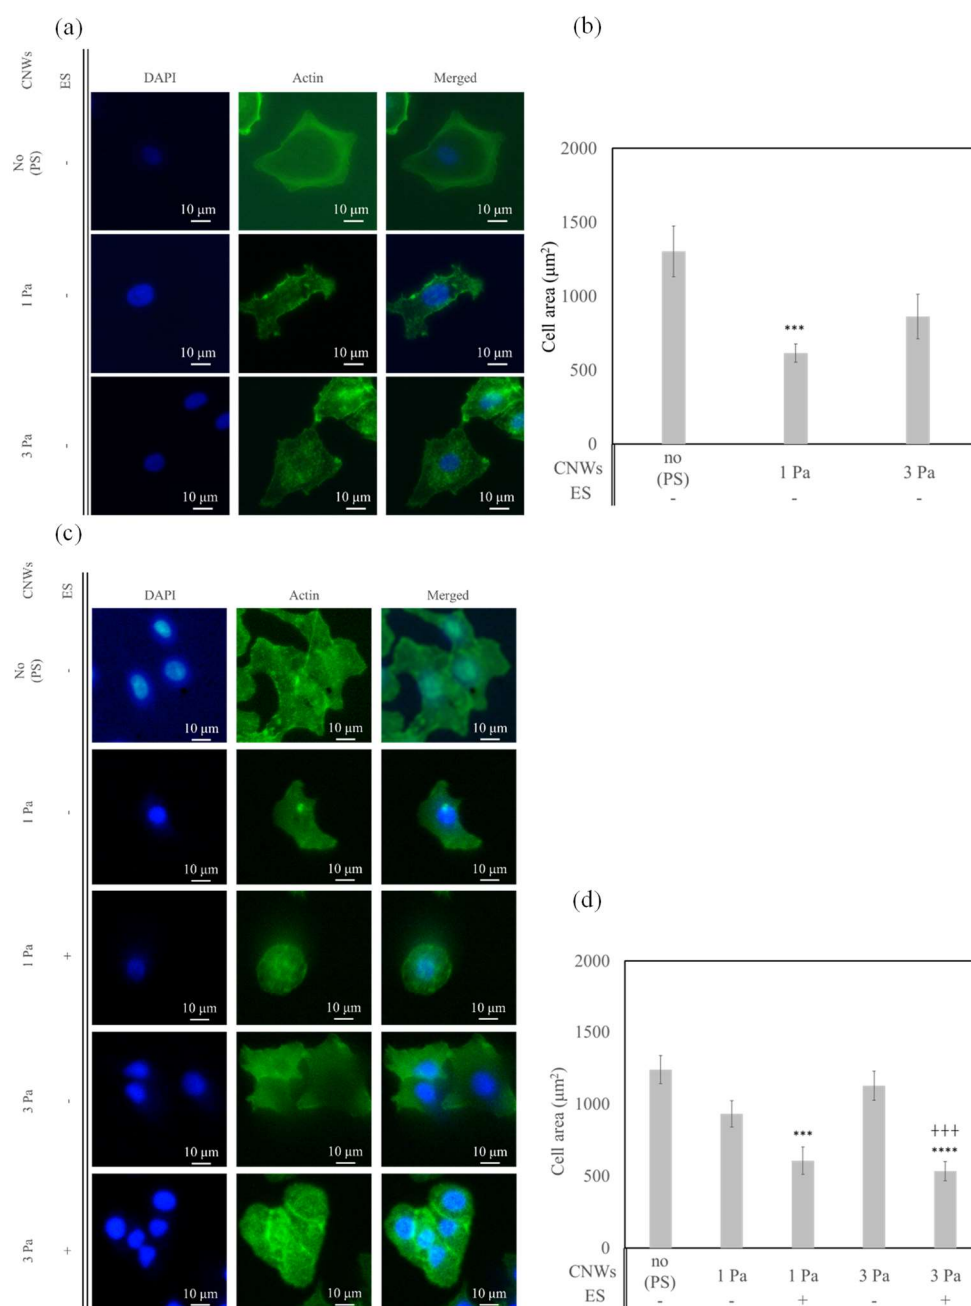 (a)
CNWs ES DAPI Actin Merged
No (PS) -
10 μm 10 μm 10 μm
1 Pa -
10 μm 10 μm 10 μm
3 Pa -
10 μm 10 μm 10 μm
(b)
Cell area (μm²)
2000
1500
1000
500
0
***
CNWs no (PS) 1 Pa 3 Pa
ES - - -
(c)
CNWs ES DAPI Actin Merged
No (PS) -
10 μm 10 μm 10 μm
1 Pa -
10 μm 10 μm 10 μm
1 Pa +
10 μm 10 μm 10 μm
3 Pa -
10 μm 10 μm 10 μm
3 Pa +
10 μm 10 μm 10 μm
(d)
Cell area (μm²)
2000
1500
1000
500
0
***
+++
****
CNWs no (PS) 1 Pa 1 Pa 3 Pa 3 Pa
ES - - + - +